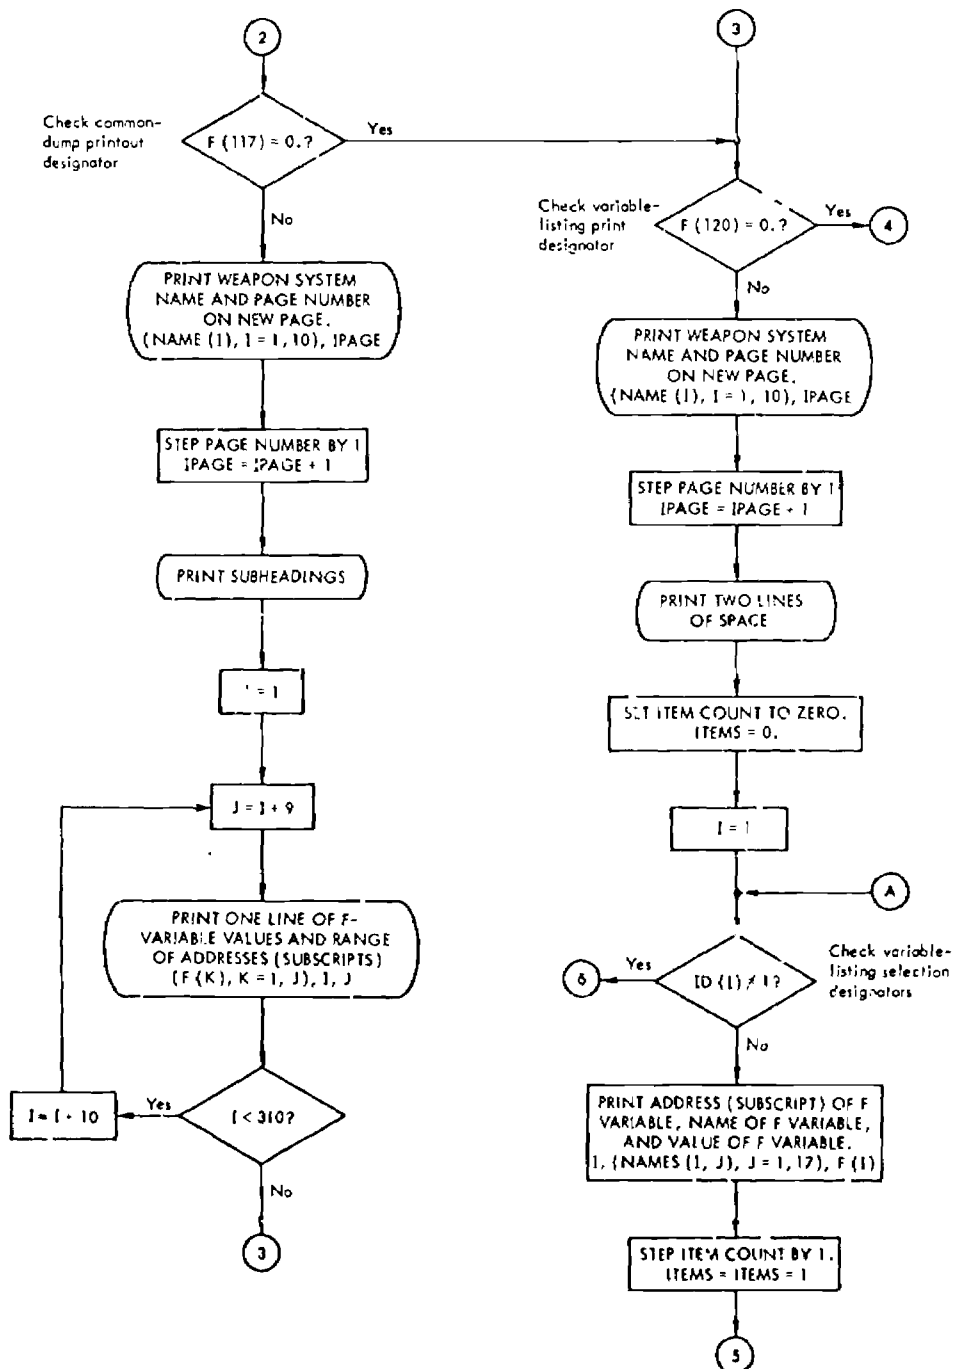 2
Check common-
dump printout
designator
F (117) = 0.?
Yes
No
PRINT WEAPON SYSTEM
NAME AND PAGE NUMBER
ON NEW PAGE.
(NAME (I), I = 1, 10), IPAGE
STEP PAGE NUMBER BY 1
IPAGE = IPAGE + 1
PRINT SUBHEADINGS
= 1
J = I + 9
PRINT ONE LINE OF F-
VARIABLE VALUES AND RANGE
OF ADDRESSES (SUBSCRIPTS)
(F (K), K = 1, J), I, J
I < 310?
Yes
I = I + 10
No
3
3
Check variable-
listing print
designator
F (120) = 0.?
Yes
4
No
PRINT WEAPON SYSTEM
NAME AND PAGE NUMBER
ON NEW PAGE.
(NAME (I), I = 1, 10), IPAGE
STEP PAGE NUMBER BY 1
IPAGE = IPAGE + 1
PRINT TWO LINES
OF SPACE
SET ITEM COUNT TO ZERO.
ITEMS = 0.
I = 1
A
Check variable-
listing selection
designators
ID (I) ≠ 1?
Yes
6
No
PRINT ADDRESS (SUBSCRIPT) OF F
VARIABLE, NAME OF F VARIABLE,
AND VALUE OF F VARIABLE.
I, (NAMES (I, J), J = 1, 17), F (I)
STEP ITEM COUNT BY 1.
ITEMS = ITEMS = 1
5